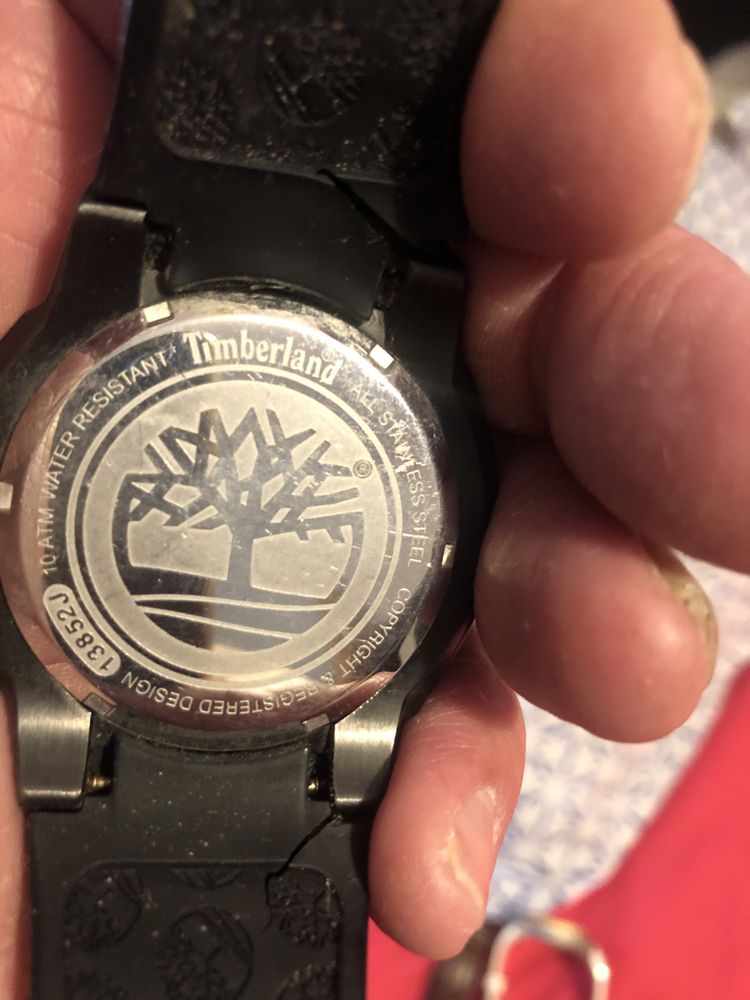 Timberland®
ALL STAINLESS STEEL
COPYRIGHT & REGISTERED DESIGN
13852J
10 ATM WATER RESISTANT
®